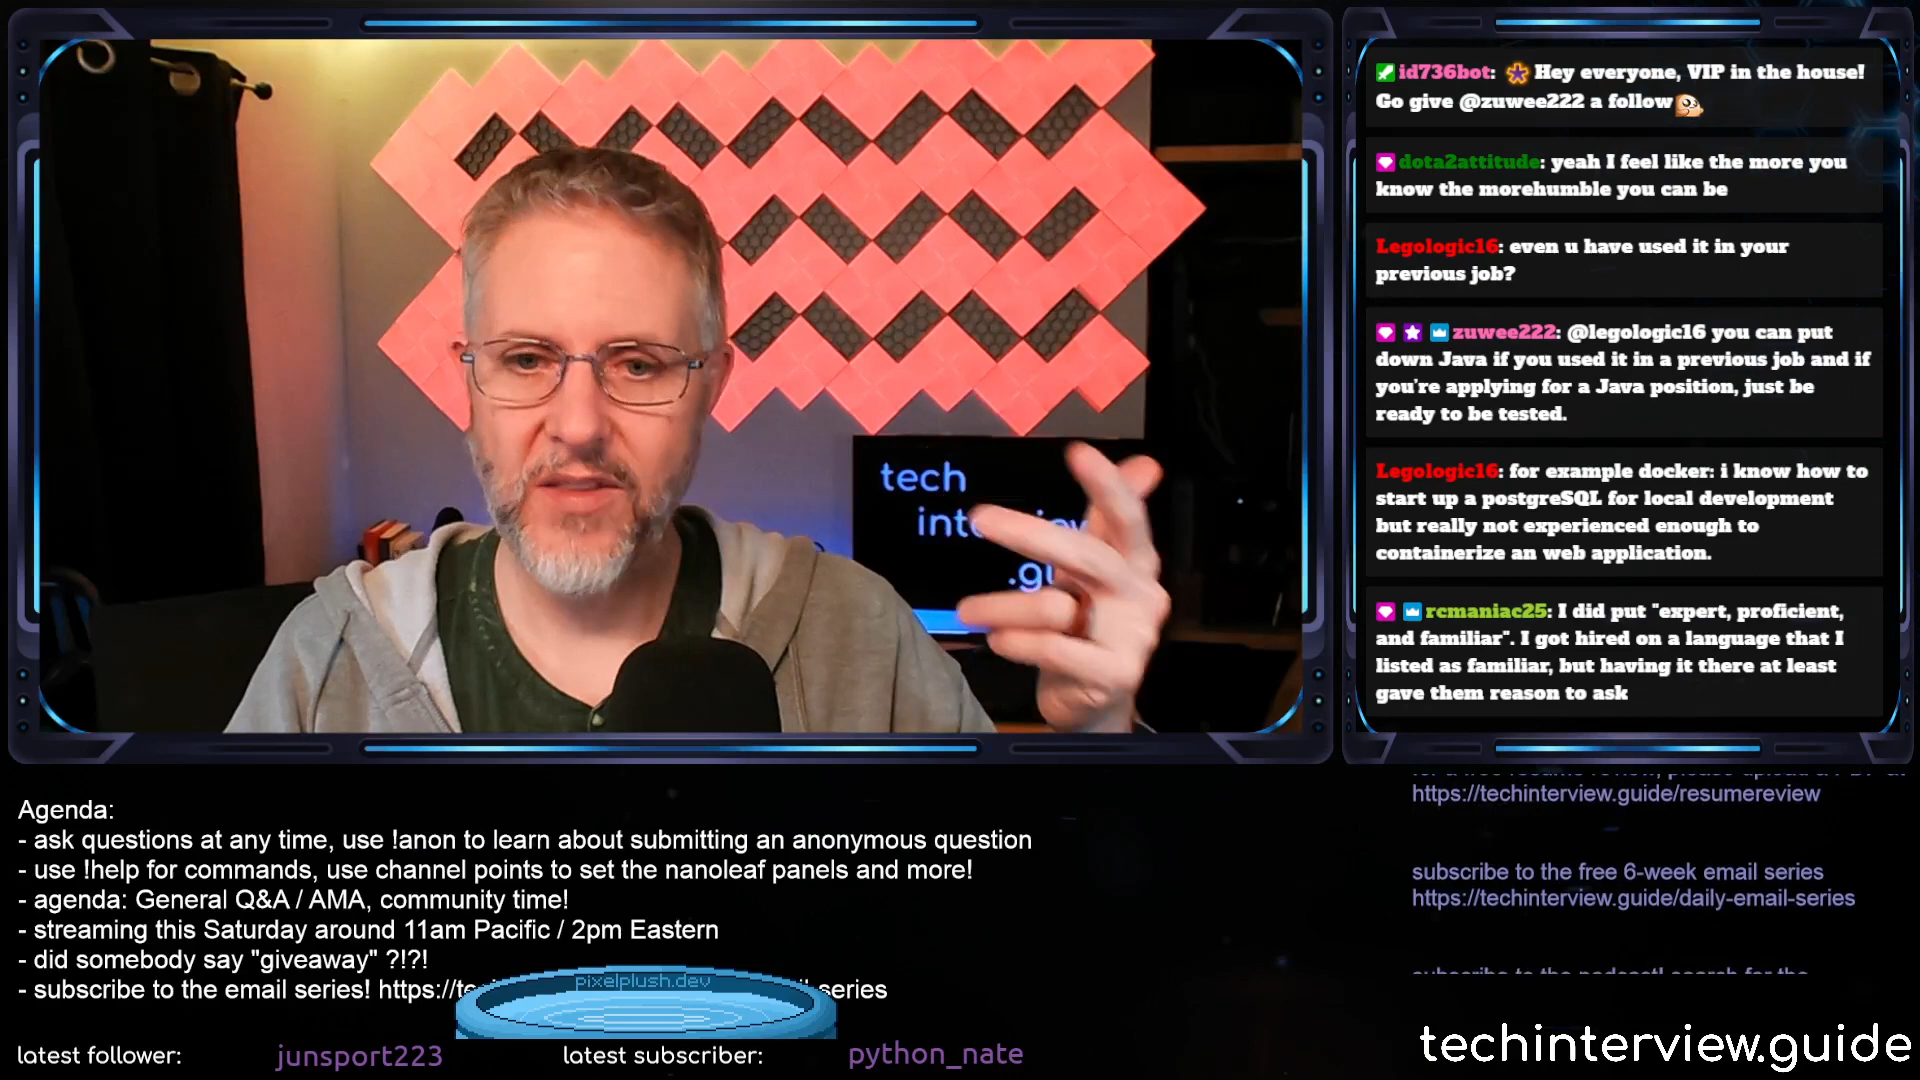 id736bot: Hey everyone, VIP in the house!
Go give @zuwee222 a follow
dota2attitude: yeah I feel like the more you
know the morehumble you can be
Legologic16: even u have used it in your
previous job?
zuwee222: @legologic16 you can put
down Java if you used it in a previous job and if
you're applying for a Java position, just be
ready to be tested.
Legologic16: for example docker: i know how to
start up a postgreSQL for local development
but really not experienced enough to
containerize an web application.
rcmaniac25: I did put "expert, proficient,
and familiar". I got hired on a language that I
listed as familiar, but having it there at least
gave them reason to ask
tech
Agenda:
- ask questions at any time, use !anon to learn about submitting an anonymous question
- use !help for commands, use channel points to set the nanoleaf panels and more!
- agenda: General Q&A / AMA, community time!
- streaming this Saturday around 11am Pacific / 2pm Eastern
- did somebody say "giveaway" ?!?!
- subscribe to the email series! series
pixelplush.dev
latest follower: junsport223
latest subscriber: python_nate
https://techinterview.guide/resumereview
subscribe to the free 6-week email series
https://techinterview.guide/daily-email-series
techinterview.guide